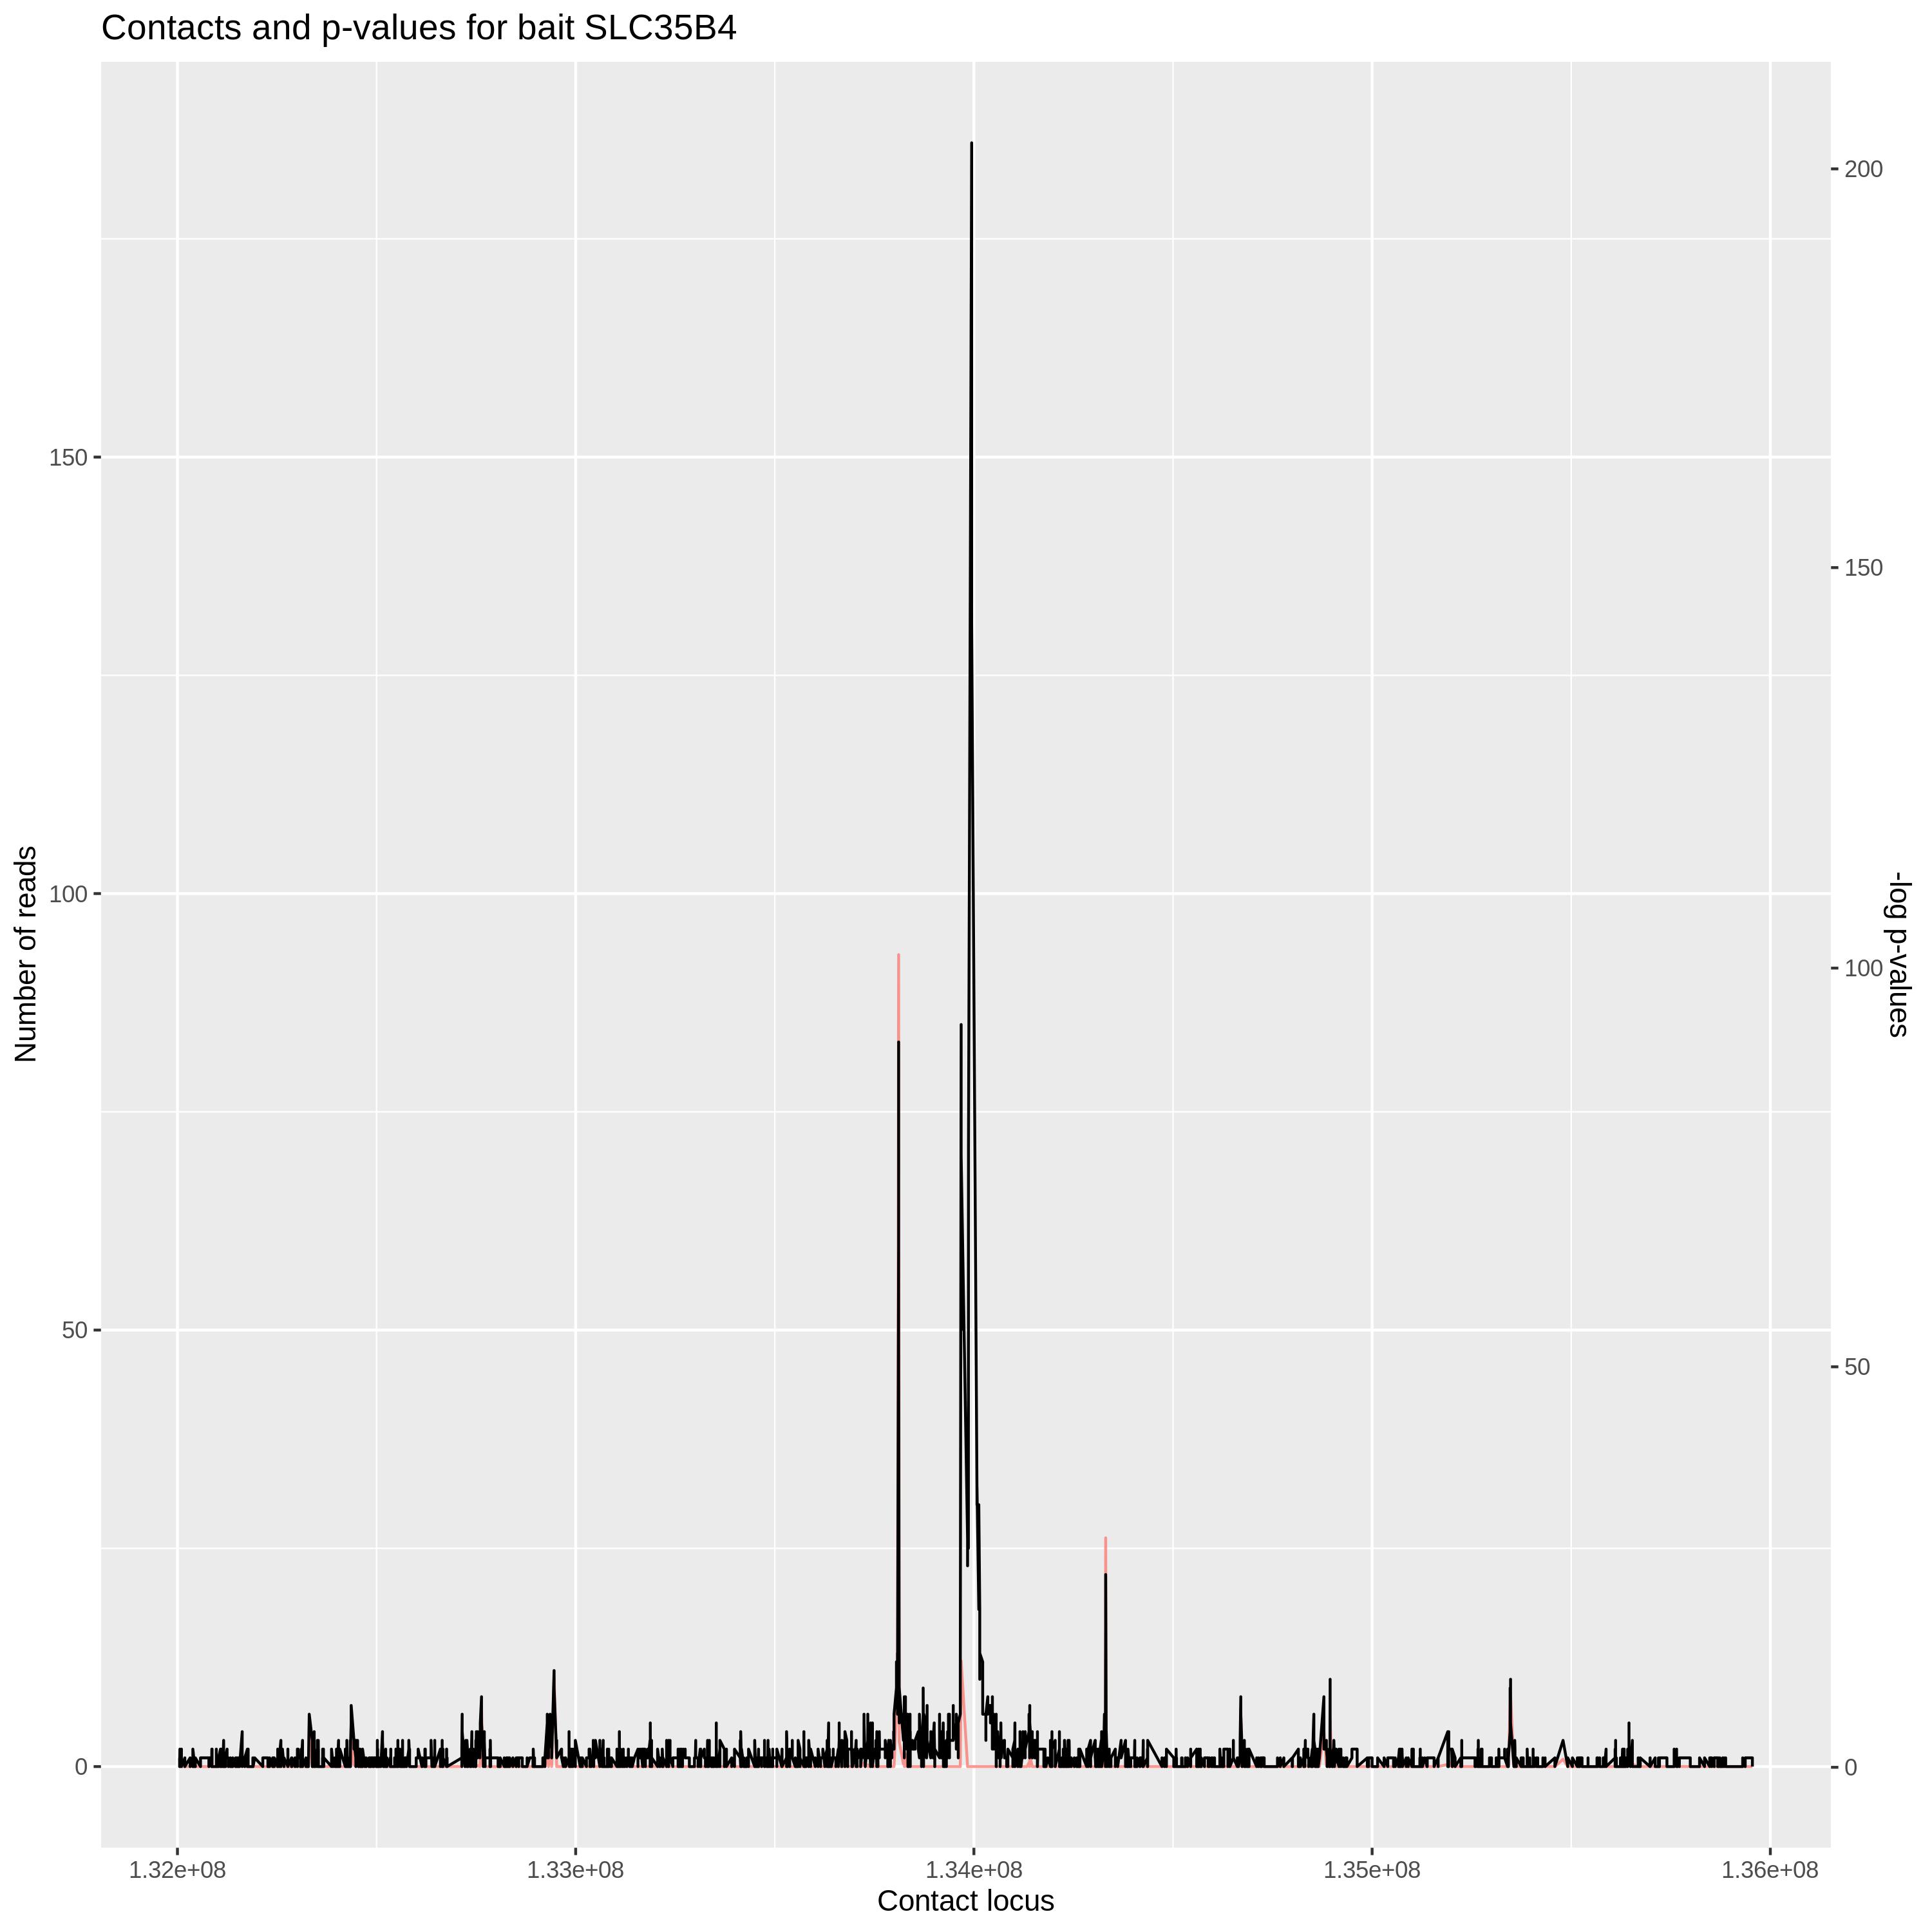 Contacts and p-values for bait SLC35B4
Number of reads
150
100
50
0
200
150
100
50
0
-log p-values
1.32e+08
1.33e+08
1.34e+08
1.35e+08
1.36e+08
Contact locus